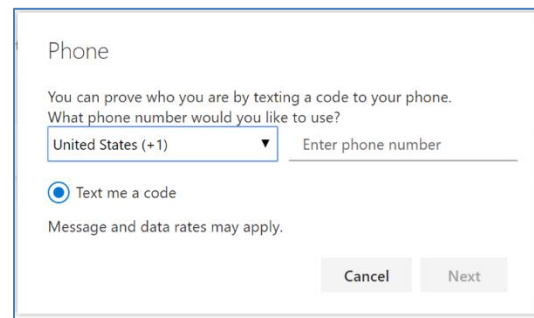 Phone
You can prove who you are by texting a code to your phone.
What phone number would you like to use?
United States (+1) Enter phone number
Text me a code
Message and data rates may apply.
Cancel Next